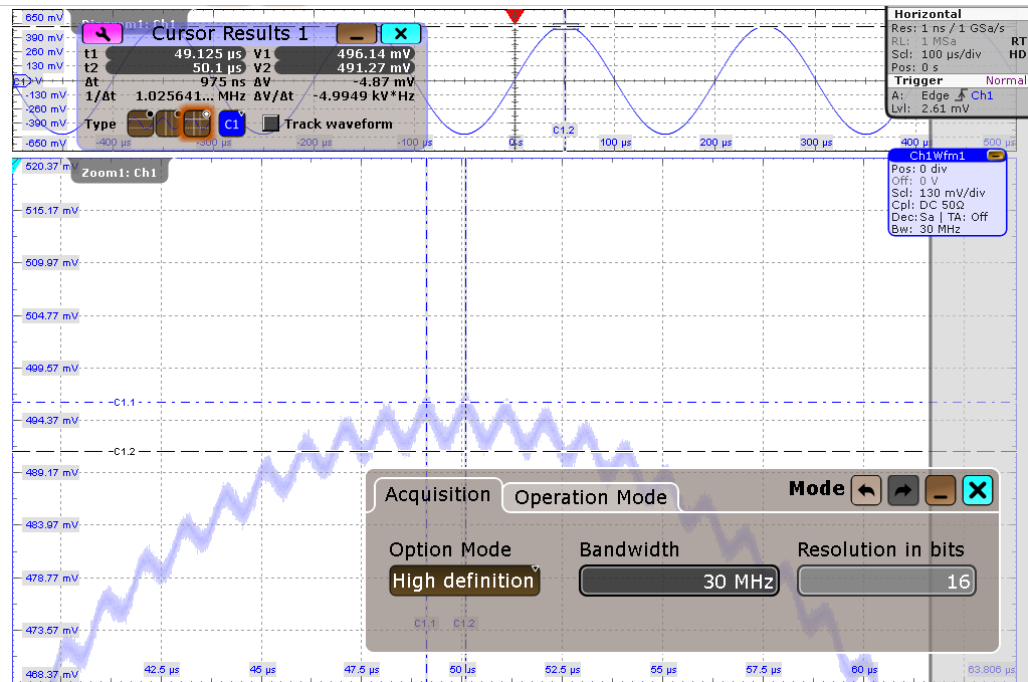 650 mV
390 mV
260 mV
130 mV
C1
V
-130 mV
-260 mV
-390 mV
-650 mV
Cursor Results 1
t1 49.125 µs V1 496.14 mV
t2 50.1 µs V2 491.27 mV
Δt 975 ns ΔV -4.87 mV
1/Δt 1.025641... MHz ΔV/Δt -4.9949 kV*Hz
Type C1 Track waveform
-400 µs -300 µs -200 µs -100 µs 0 s 100 µs 200 µs 300 µs 400 µs 500 µs
C1.2
Horizontal
Res: 1 ns / 1 GSa/s
RL: 1 MSa RT
Scl: 100 µs/div HD
Pos: 0 s
Trigger Normal
A: Edge Ch1
Lvl: 2.61 mV
Ch1Wfm1
Pos: 0 div
Off: 0 V
Scl: 130 mV/div
Cpl: DC 50Ω
Dec: Sa | TA: Off
Bw: 30 MHz
Zoom1: Ch1
520.37 mV
515.17 mV
509.97 mV
504.77 mV
499.57 mV
C1.1
494.37 mV
C1.2
489.17 mV
483.97 mV
478.77 mV
473.57 mV
468.37 mV
Acquisition
Operation Mode
Mode
Option Mode Bandwidth Resolution in bits
High definition 30 MHz 16
C1.1 C1.2
42.5 µs 45 µs 47.5 µs 50 µs 52.5 µs 55 µs 57.5 µs 60 µs 63.806 µs